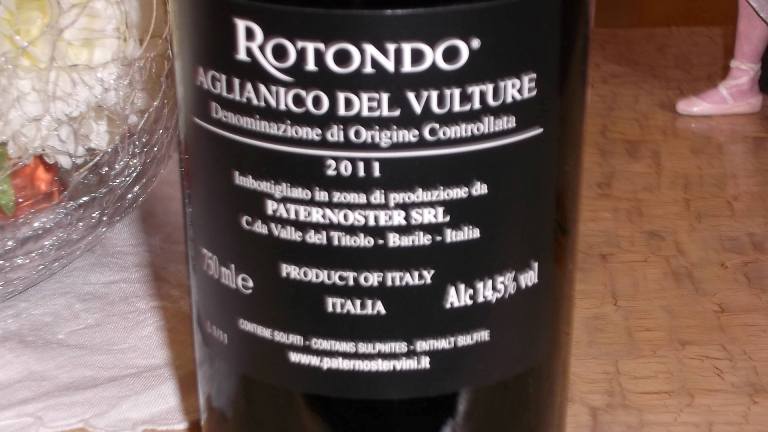 ROTONDO®
AGLIANICO DEL VULTURE
Denominazione di Origine Controllata
2011
Imbottigliato in zona di produzione da
PATERNOSTER SRL
C.da Valle del Titolo - Barile - Italia
750 ml e
PRODUCT OF ITALY
ITALIA
Alc 14,5% vol
CONTIENE SOLFITI - CONTAINS SULPHITES - ENTHALT SULFITE
www.paternostervini.it